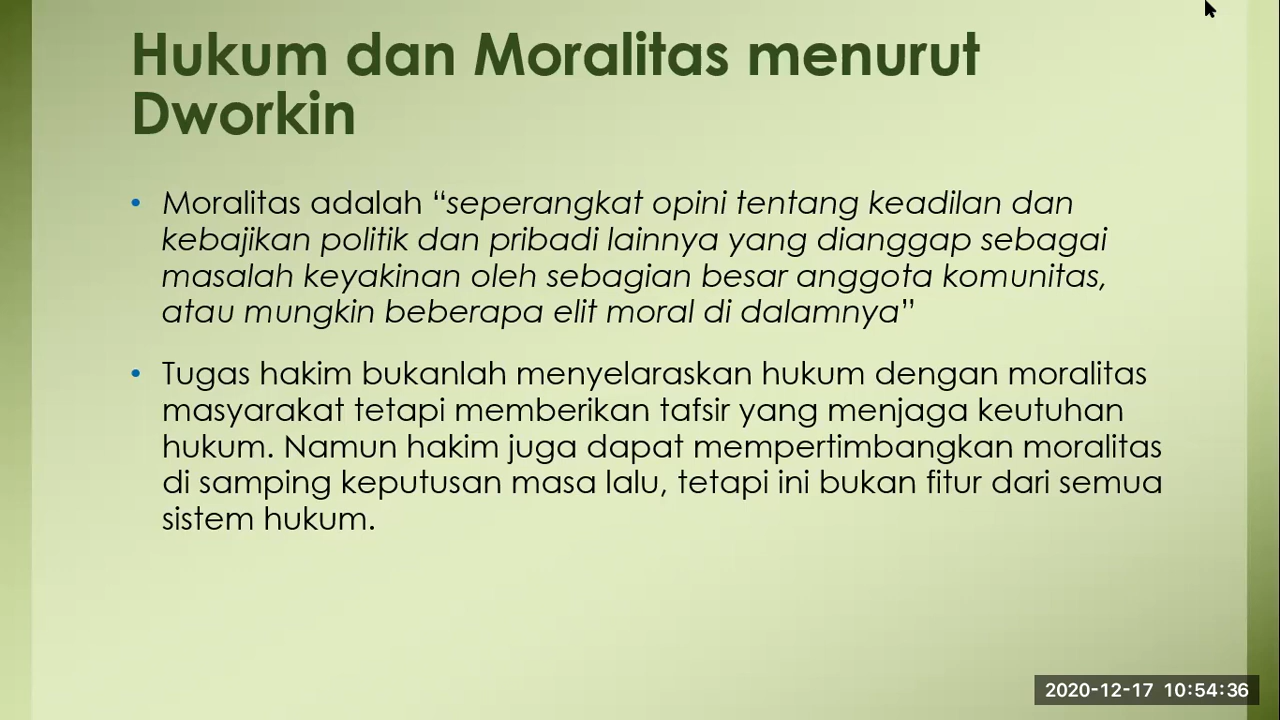 Hukum dan Moralitas menurut
Dworkin
• Moralitas adalah “seperangkat opini tentang keadilan dan
kebajikan politik dan pribadi lainnya yang dianggap sebagai
masalah keyakinan oleh sebagian besar anggota komunitas,
atau mungkin beberapa elit moral di dalamnya”
• Tugas hakim bukanlah menyelaraskan hukum dengan moralitas
masyarakat tetapi memberikan tafsir yang menjaga keutuhan
hukum. Namun hakim juga dapat mempertimbangkan moralitas
di samping keputusan masa lalu, tetapi ini bukan fitur dari semua
sistem hukum.
2020-12-17 10:54:36